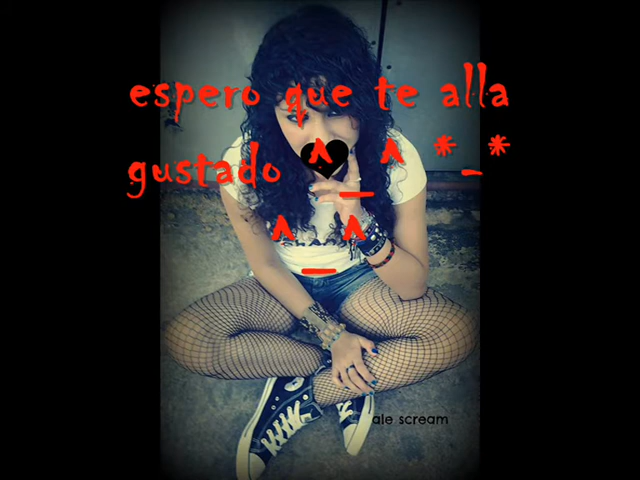 espero que te alla
gustado ^_^ *_*
^_^
ale scream